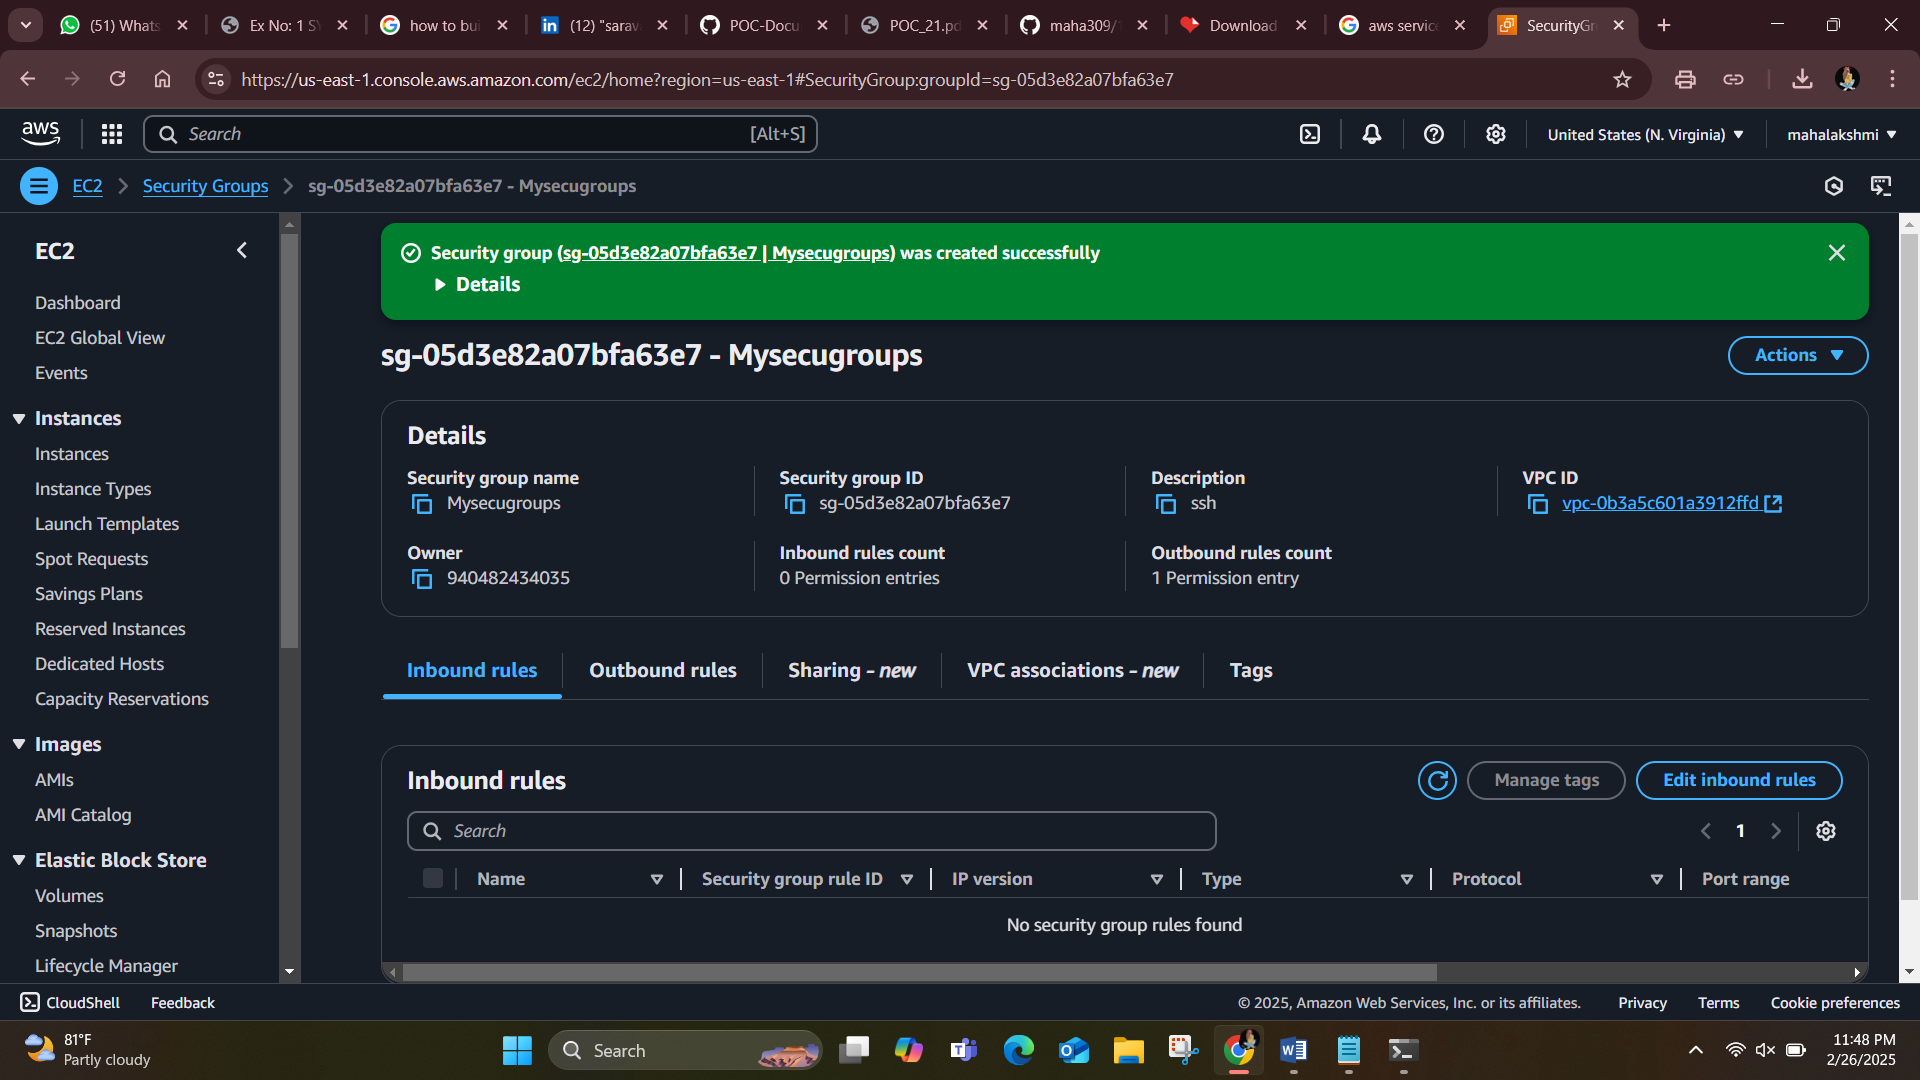 (51) Whats
Ex No: 1 SY
how to bui
(12) "sarav
POC-Docu
POC_21.pd
maha309/
Download
aws service
SecurityGr
https://us-east-1.console.aws.amazon.com/ec2/home?region=us-east-1#SecurityGroup:groupId=sg-05d3e82a07bfa63e7
aws
Search [Alt+S]
United States (N. Virginia)
mahalakshmi
EC2 > Security Groups > sg-05d3e82a07bfa63e7 - Mysecugroups
EC2
Dashboard
EC2 Global View
Events
Instances
Instances
Instance Types
Launch Templates
Spot Requests
Savings Plans
Reserved Instances
Dedicated Hosts
Capacity Reservations
Images
AMIs
AMI Catalog
Elastic Block Store
Volumes
Snapshots
Lifecycle Manager
Security group (sg-05d3e82a07bfa63e7 | Mysecugroups) was created successfully
Details
sg-05d3e82a07bfa63e7 - Mysecugroups
Actions
Details
Security group name
Mysecugroups
Security group ID
sg-05d3e82a07bfa63e7
Description
ssh
VPC ID
vpc-0b3a5c601a3912ffd
Owner
940482434035
Inbound rules count
0 Permission entries
Outbound rules count
1 Permission entry
Inbound rules
Outbound rules
Sharing - new
VPC associations - new
Tags
Inbound rules
Manage tags
Edit inbound rules
Search
1
Name
Security group rule ID
IP version
Type
Protocol
Port range
No security group rules found
CloudShell
Feedback
© 2025, Amazon Web Services, Inc. or its affiliates.
Privacy
Terms
Cookie preferences
81°F
Partly cloudy
Search
11:48 PM
2/26/2025